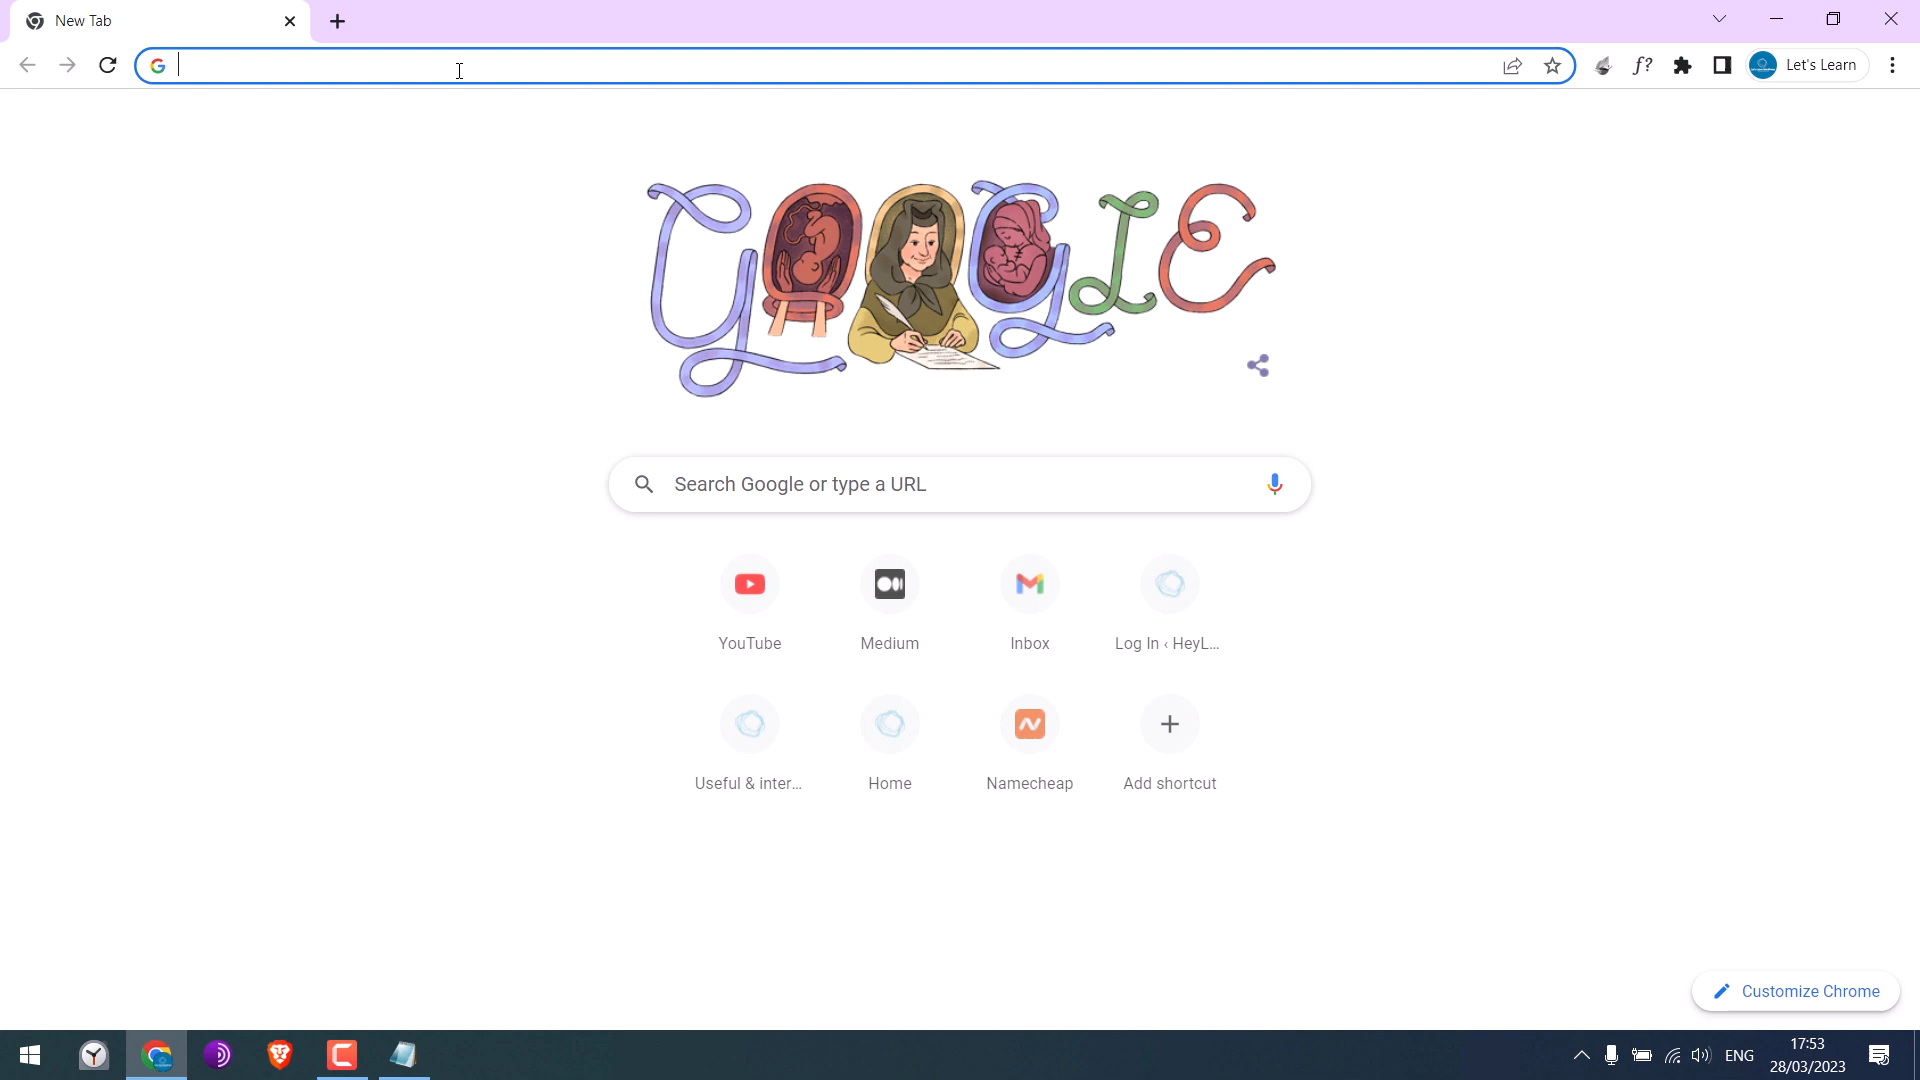 New Tab
f?
Let's Learn
GOOGLE
Search Google or type a URL
YouTube
Medium
Inbox
Log In ‹ HeyL...
Useful & inter...
Home
Namecheap
Add shortcut
Customize Chrome
ENG
17:53
28/03/2023